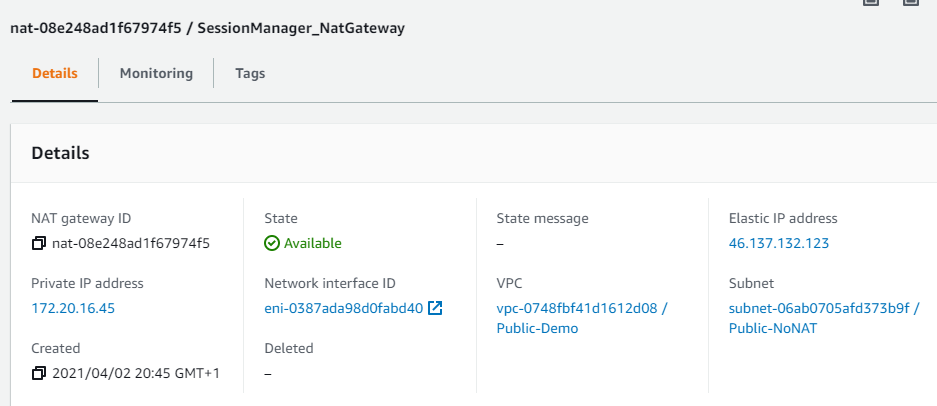 nat-08e248ad1f67974f5 / SessionManager_NatGateway
Details
Monitoring
Tags
Details
NAT gateway ID
nat-08e248ad1f67974f5
State
Available
State message
–
Elastic IP address
46.137.132.123
Private IP address
172.20.16.45
Network interface ID
eni-0387ada98d0fabd40
VPC
vpc-0748fbf41d1612d08 /
Public-Demo
Subnet
subnet-06ab0705afd373b9f /
Public-NoNAT
Created
2021/04/02 20:45 GMT+1
Deleted
–